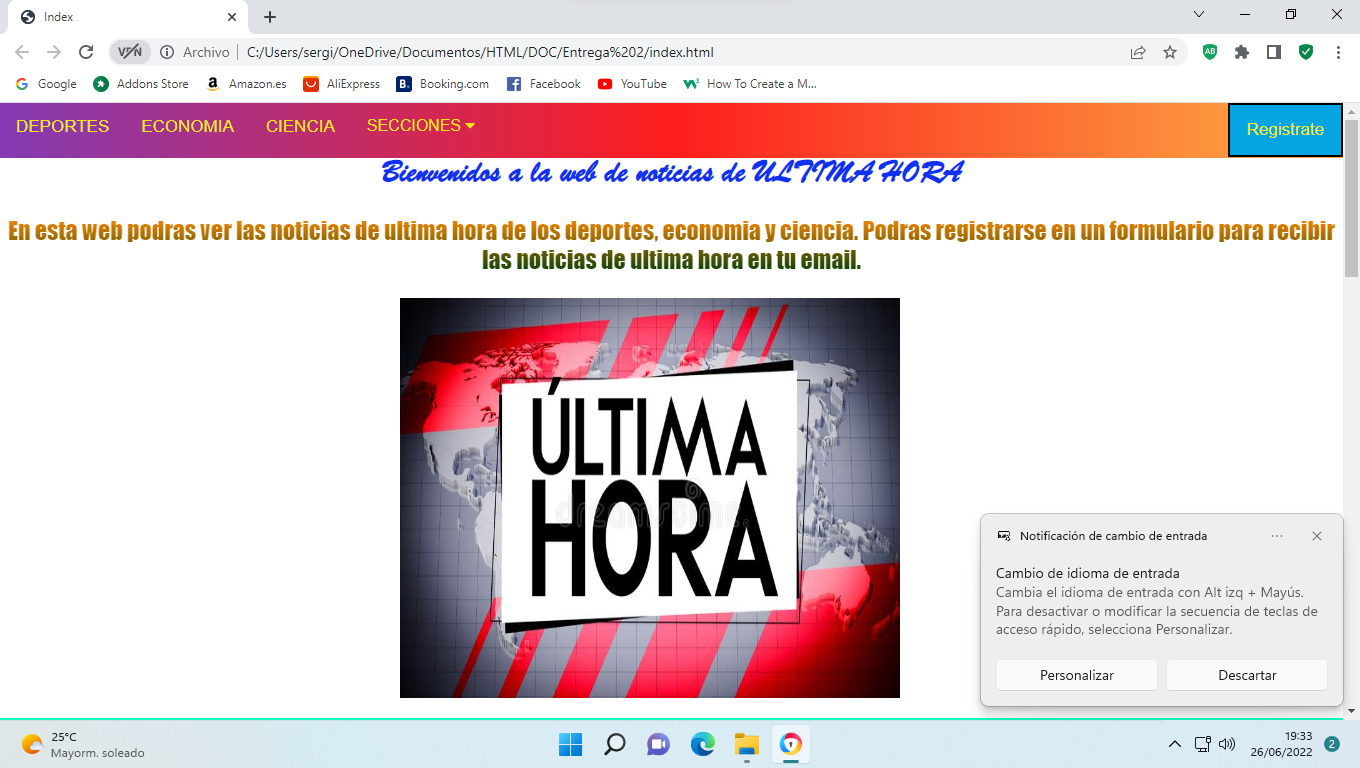 Index
VPN
Archivo
C:/Users/sergi/OneDrive/Documentos/HTML/DOC/Entrega%202/index.html
AB
Google
Addons Store
Amazon.es
AliExpress
Booking.com
Facebook
YouTube
How To Create a M...
DEPORTES
ECONOMIA
CIENCIA
SECCIONES
Registrate
Bienvenidos a la web de noticias de ULTIMA HORA
En esta web podras ver las noticias de ultima hora de los deportes, economia y ciencia. Podras registrarse en un formulario para recibir
las noticias de ultima hora en tu email.
ÚLTIMA
HORA
dreamstime.
Notificación de cambio de entrada
Cambio de idioma de entrada
Cambia el idioma de entrada con Alt izq + Mayús.
Para desactivar o modificar la secuencia de teclas de
acceso rápido, selecciona Personalizar.
Personalizar
Descartar
25°C
Mayorm. soleado
19:33
26/06/2022
2